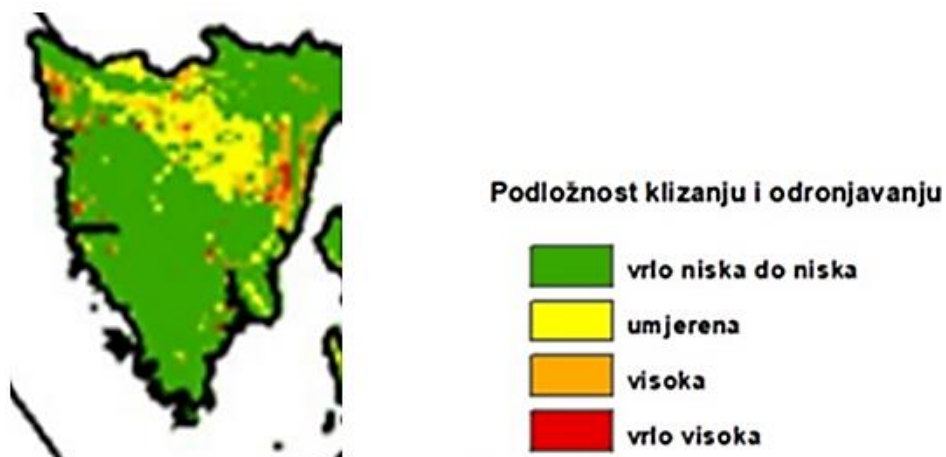 Podložnost klizanju i odronjavanju
vrlo niska do niska
umjerena
visoka
vrlo visoka